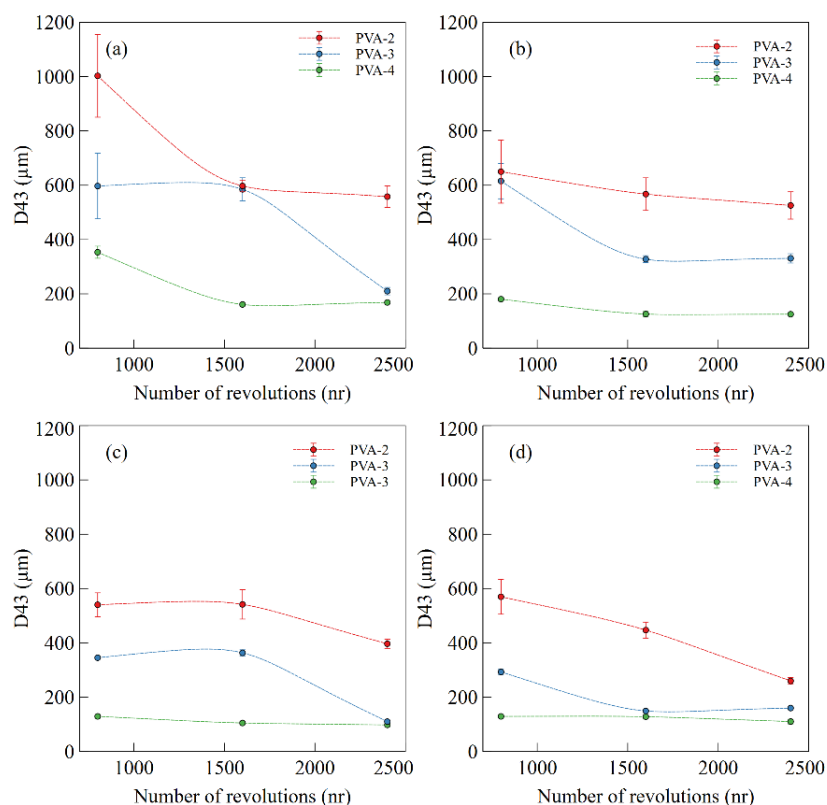 (a)
PVA-2
PVA-3
PVA-4
1200
1000
800
600
400
200
0
D43 (µm)
1000
1500
2000
2500
Number of revolutions (nr)
(b)
PVA-2
PVA-3
PVA-4
1200
1000
800
600
400
200
0
D43 (µm)
1000
1500
2000
2500
Number of revolutions (nr)
(c)
PVA-2
PVA-3
PVA-3
1200
1000
800
600
400
200
0
D43 (µm)
1000
1500
2000
2500
Number of revolutions (nr)
(d)
PVA-2
PVA-3
PVA-4
1200
1000
800
600
400
200
0
D43 (µm)
1000
1500
2000
2500
Number of revolutions (nr)